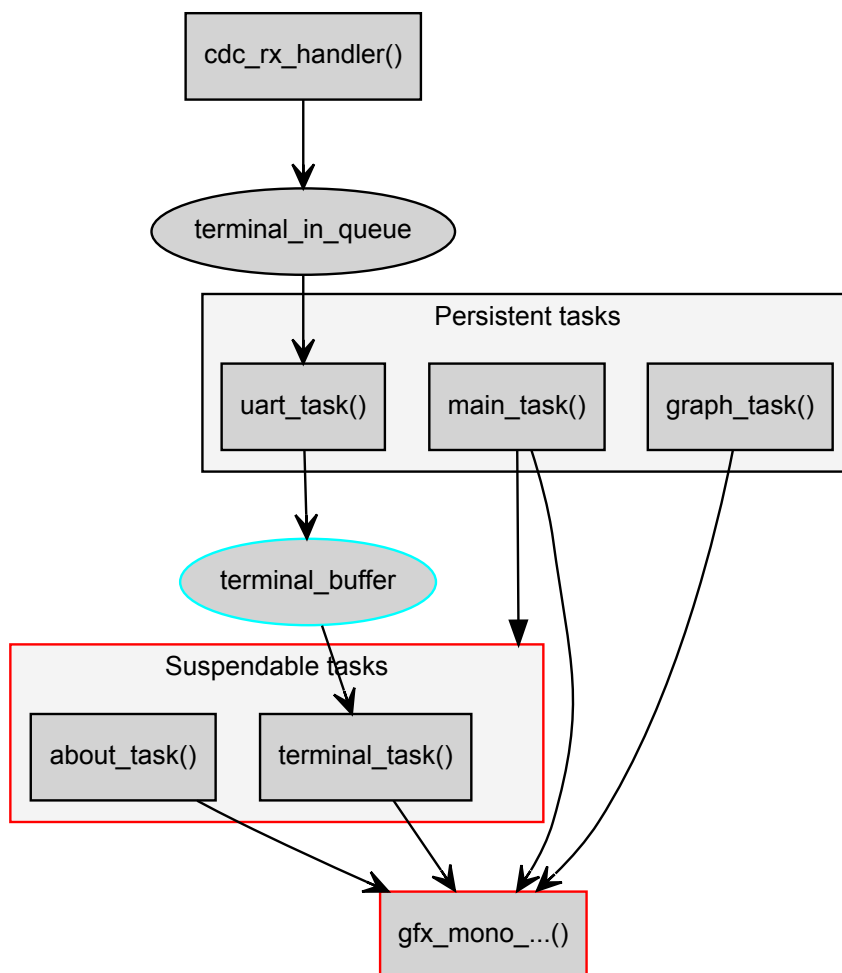 cdc_rx_handler()
terminal_in_queue
Persistent tasks
uart_task()
main_task()
graph_task()
terminal_buffer
Suspendable tasks
about_task()
terminal_task()
gfx_mono_...()